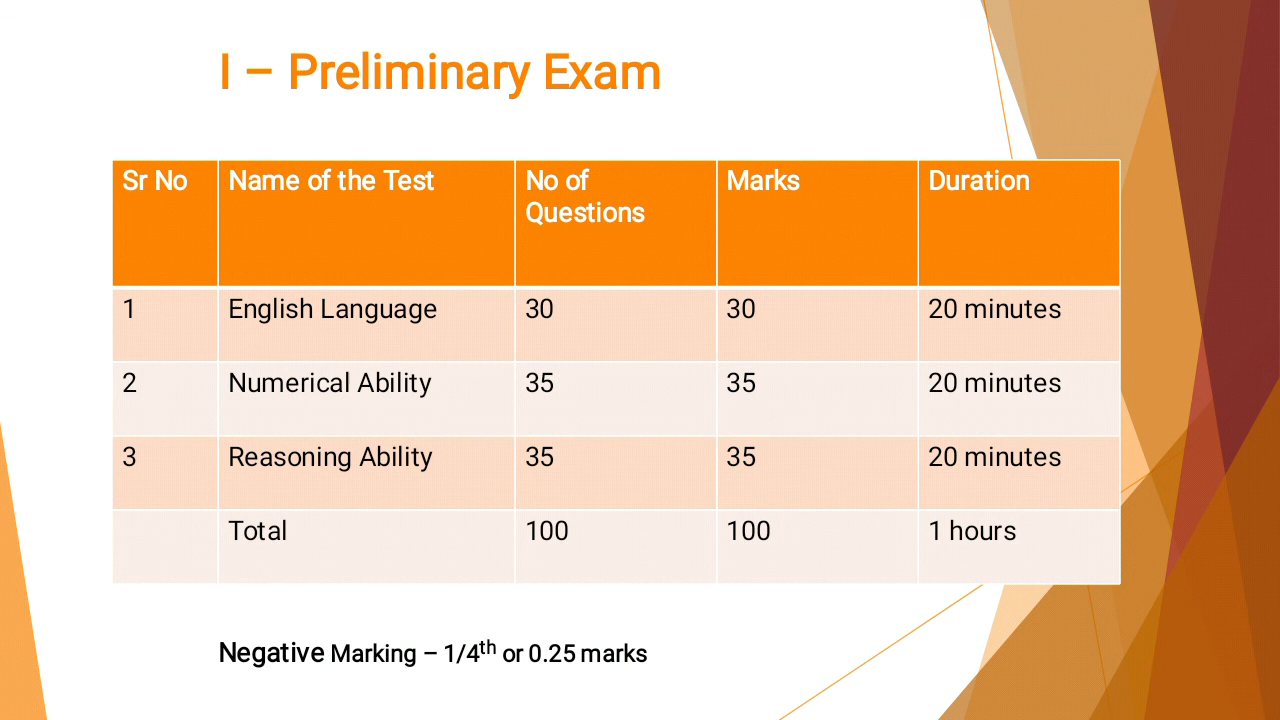 I – Preliminary Exam
Sr No Name of the Test No of Questions Marks Duration
1 English Language 30 30 20 minutes
2 Numerical Ability 35 35 20 minutes
3 Reasoning Ability 35 35 20 minutes
Total 100 100 1 hours
Negative Marking – 1/4th or 0.25 marks